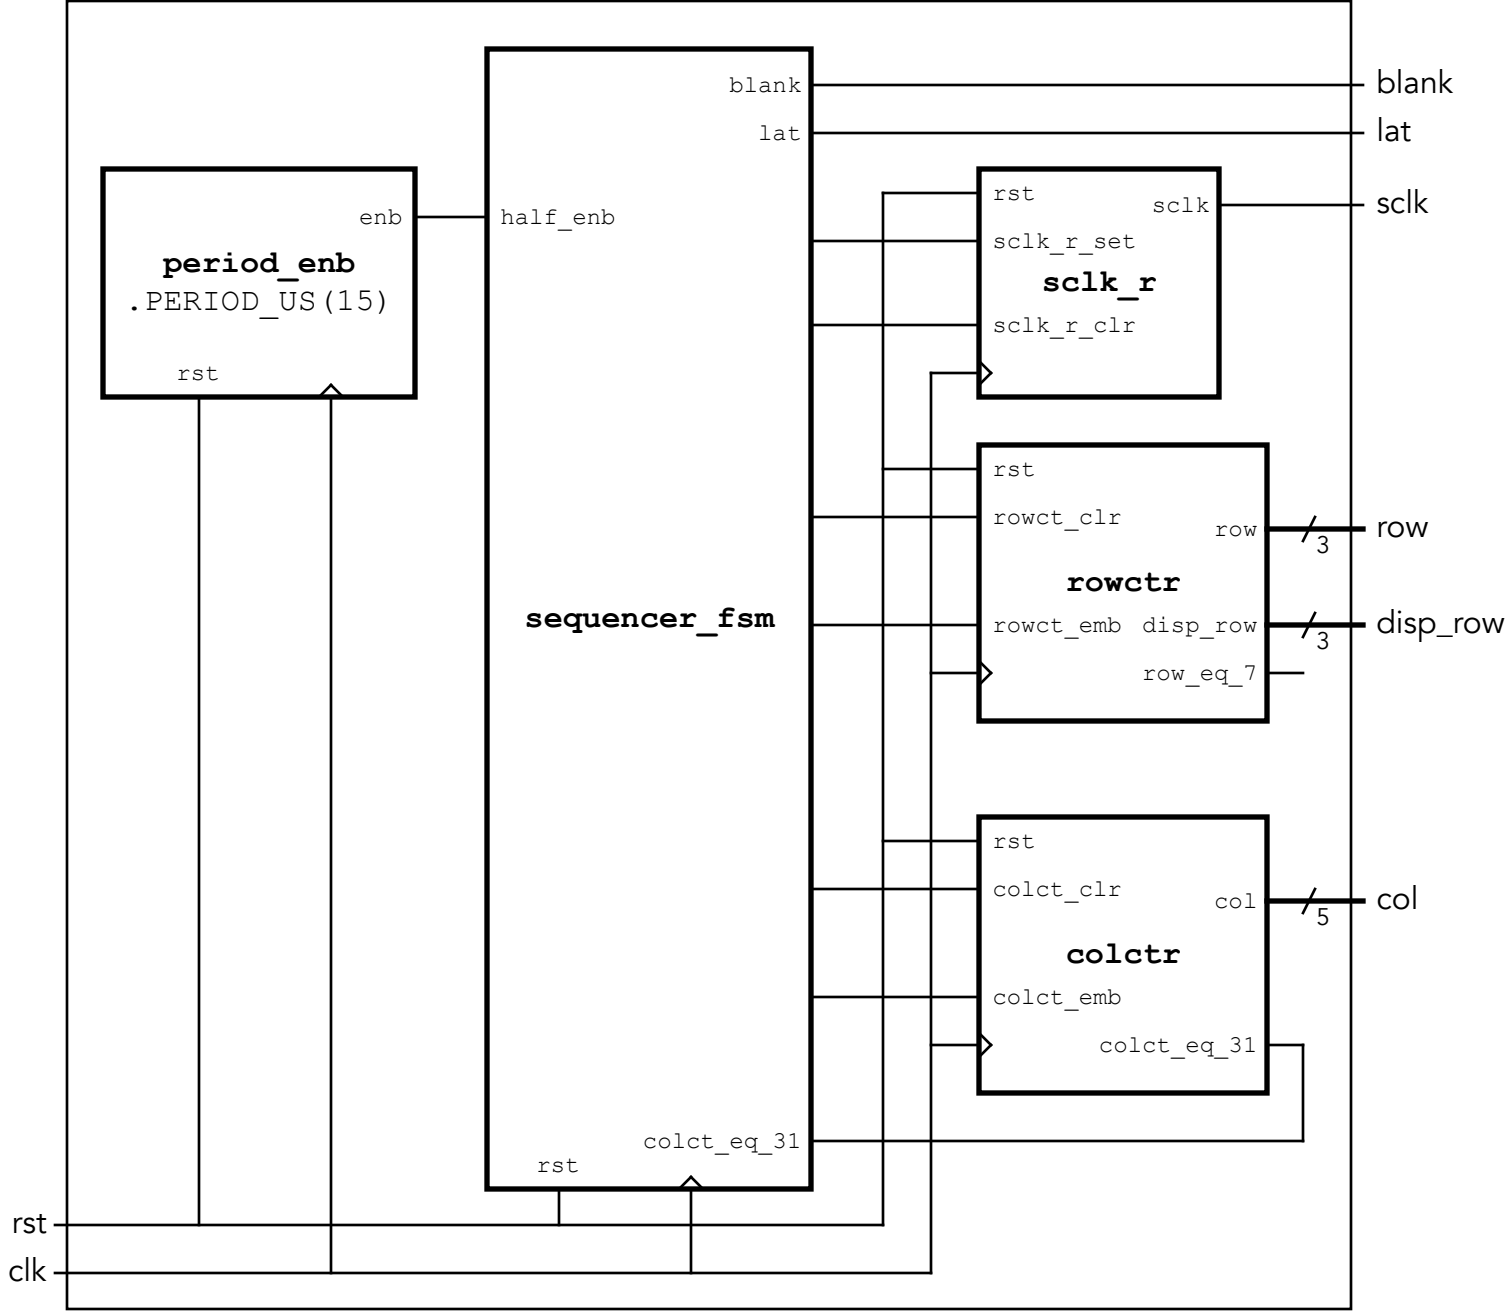 blank
blank
lat
lat
enb
half_enb
period_enb
.PERIOD_US(15)
rst
rst
sclk
sclk
sclk_r_set
sclk_r
sclk_r_clr
rst
rowct_clr
row
3
row
rowctr
sequencer_fsm
rowct_emb
disp_row
3
disp_row
row_eq_7
rst
colct_clr
col
5
col
colctr
colct_emb
colct_eq_31
colct_eq_31
rst
rst
clk